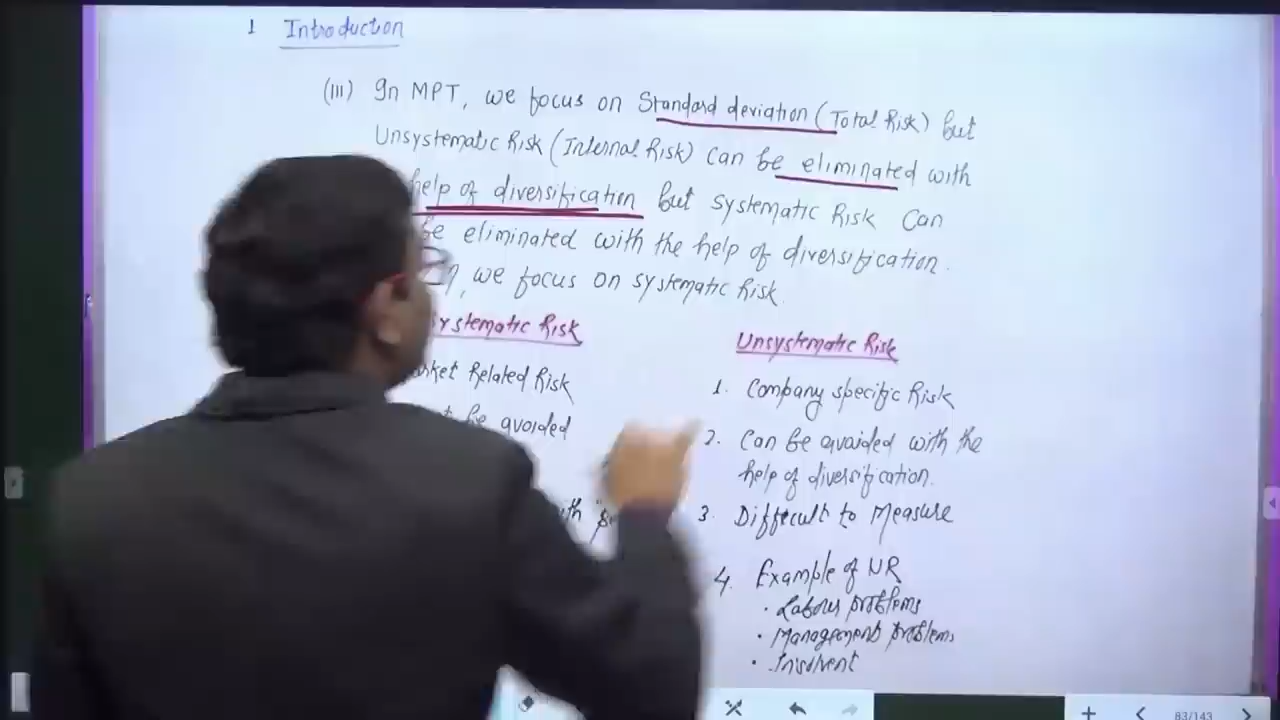 1 Introduction
(III) In MPT, we focus on Standard deviation (Total Risk) but
Unsystematic Risk (Internal Risk) can be eliminated with
help of diversification but systematic Risk can
be eliminated with the help of diversification.
, we focus on systematic Risk
Systematic Risk
Unsystematic Risk
Related Risk
1. Company specific Risk
be avoided
2. Can be avoided with the
help of diversification.
3. Difficult to Measure
4. Example of UR
• Labour problems
• Management problems
• Insolvent
83/143